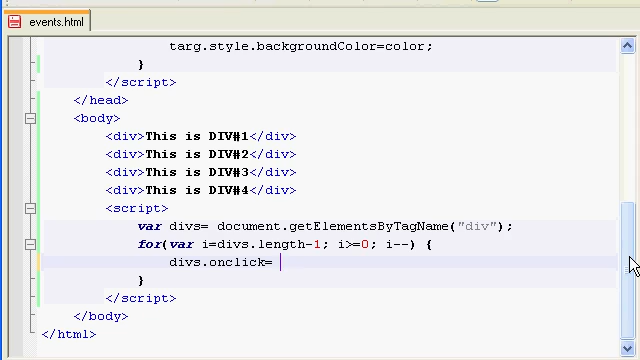 events.html
targ.style.backgroundColor=color;
}
</script>
</head>
<body>
<div>This is DIV#1</div>
<div>This is DIV#2</div>
<div>This is DIV#3</div>
<div>This is DIV#4</div>
<script>
var divs= document.getElementsByTagName("div");
for(var i=divs.length-1; i>=0; i--) {
divs.onclick=
}
</script>
</body>
</html>